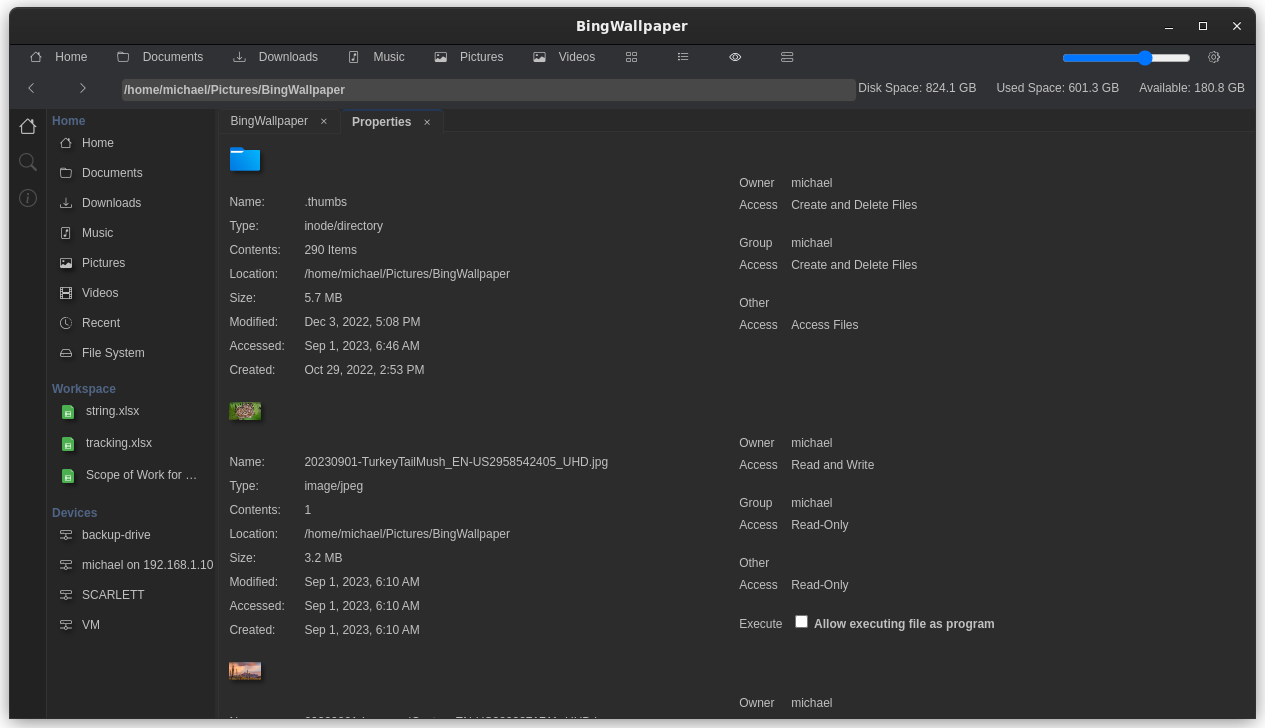 BingWallpaper
Home Documents Downloads Music Pictures Videos
/home/michael/Pictures/BingWallpaper Disk Space: 824.1 GB Used Space: 601.3 GB Available: 180.8 GB
Home
Home
Documents
Downloads
Music
Pictures
Videos
Recent
File System
Workspace
string.xlsx
tracking.xlsx
Scope of Work for …
Devices
backup-drive
michael on 192.168.1.10
SCARLETT
VM
BingWallpaper × Properties ×
Name: .thumbs
Type: inode/directory
Contents: 290 Items
Location: /home/michael/Pictures/BingWallpaper
Size: 5.7 MB
Modified: Dec 3, 2022, 5:08 PM
Accessed: Sep 1, 2023, 6:46 AM
Created: Oct 29, 2022, 2:53 PM
Owner michael
Access Create and Delete Files
Group michael
Access Create and Delete Files
Other
Access Access Files
Name: 20230901-TurkeyTailMush_EN-US2958542405_UHD.jpg
Type: image/jpeg
Contents: 1
Location: /home/michael/Pictures/BingWallpaper
Size: 3.2 MB
Modified: Sep 1, 2023, 6:10 AM
Accessed: Sep 1, 2023, 6:10 AM
Created: Sep 1, 2023, 6:10 AM
Owner michael
Access Read and Write
Group michael
Access Read-Only
Other
Access Read-Only
Execute Allow executing file as program
Owner michael